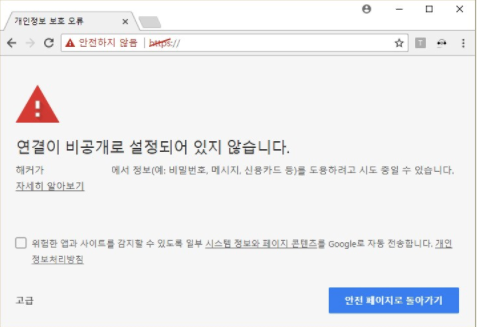 개인정보 보호 오류
안전하지 않음 https://
연결이 비공개로 설정되어 있지 않습니다.
해커가 에서 정보(예: 비밀번호, 메시지, 신용카드 등)를 도용하려고 시도 중일 수 있습니다.
자세히 알아보기
위험한 앱과 사이트를 감지할 수 있도록 일부 시스템 정보와 페이지 콘텐츠를 Google로 자동 전송합니다. 개인
정보처리방침
고급
안전 페이지로 돌아가기